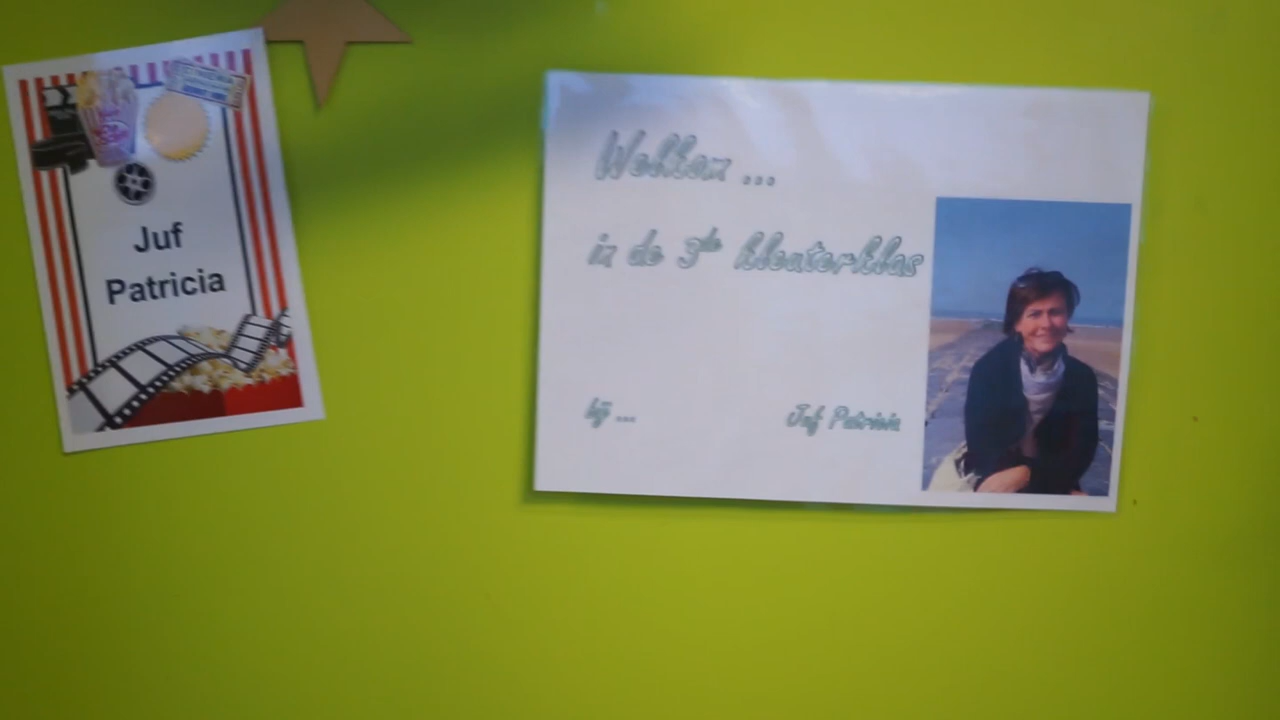 Juf
Patricia
Welkom ...
in de 3de kleuterklas
bij ...
Juf Patricia